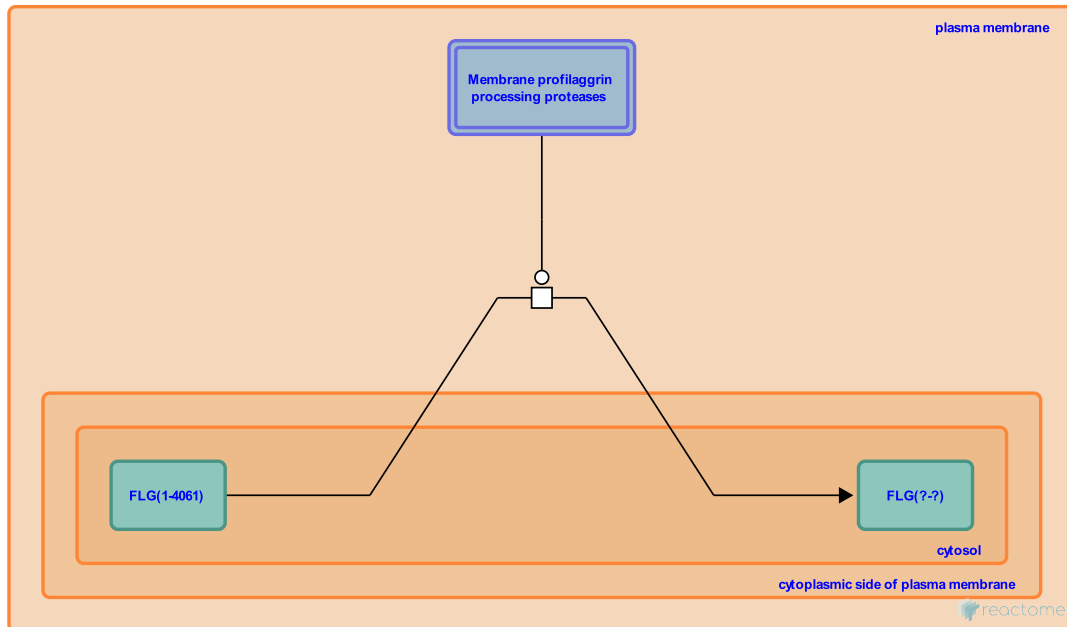 plasma membrane
Membrane profilaggrin
processing proteases
FLG(1-4061)
FLG(?-?)
cytosol
cytoplasmic side of plasma membrane
reactome